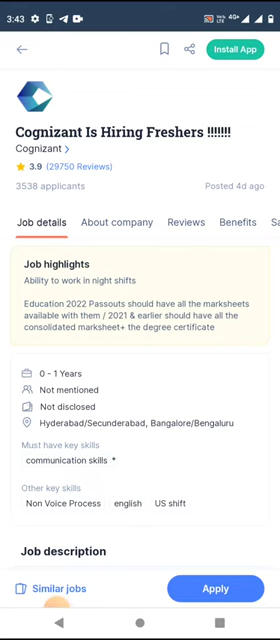 3:43
Vo)) LTE 4G+
Install App
Cognizant Is Hiring Freshers !!!!!!!
Cognizant
3.9 (29750 Reviews)
3538 applicants Posted 4d ago
Job details About company Reviews Benefits Sa
Job highlights
Ability to work in night shifts
Education 2022 Passouts should have all the marksheets
available with them / 2021 & earlier should have all the
consolidated marksheet+ the degree certificate
0 - 1 Years
Not mentioned
Not disclosed
Hyderabad/Secunderabad, Bangalore/Bengaluru
Must have key skills
communication skills *
Other key skills
Non Voice Process english US shift
Job description
Similar jobs Apply